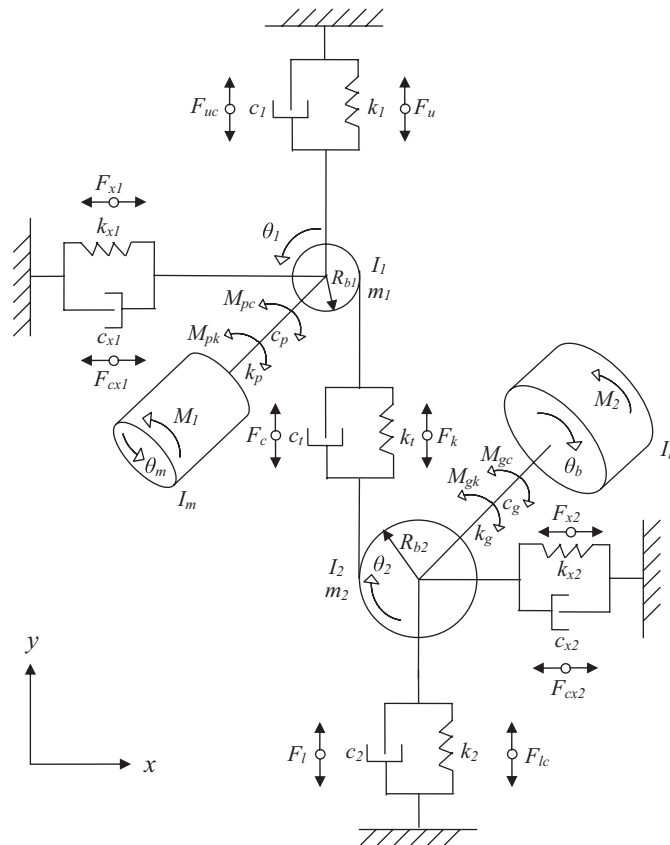 F_uc c_1 k_1 F_u
F_x1
k_x1
θ_1
I_1
R_b1
m_1
M_pc
c_x1
c_p
M_pk
F_cx1
k_p
M_1
M_2
θ_m
F_c c_t k_t F_k
θ_b
M_gc
I_m
M_gk
c_g
F_x2
R_b2
k_g
k_x2
I_2 θ_2
m_2
c_x2
y
F_cx2
F_l c_2 k_2 F_lc
x